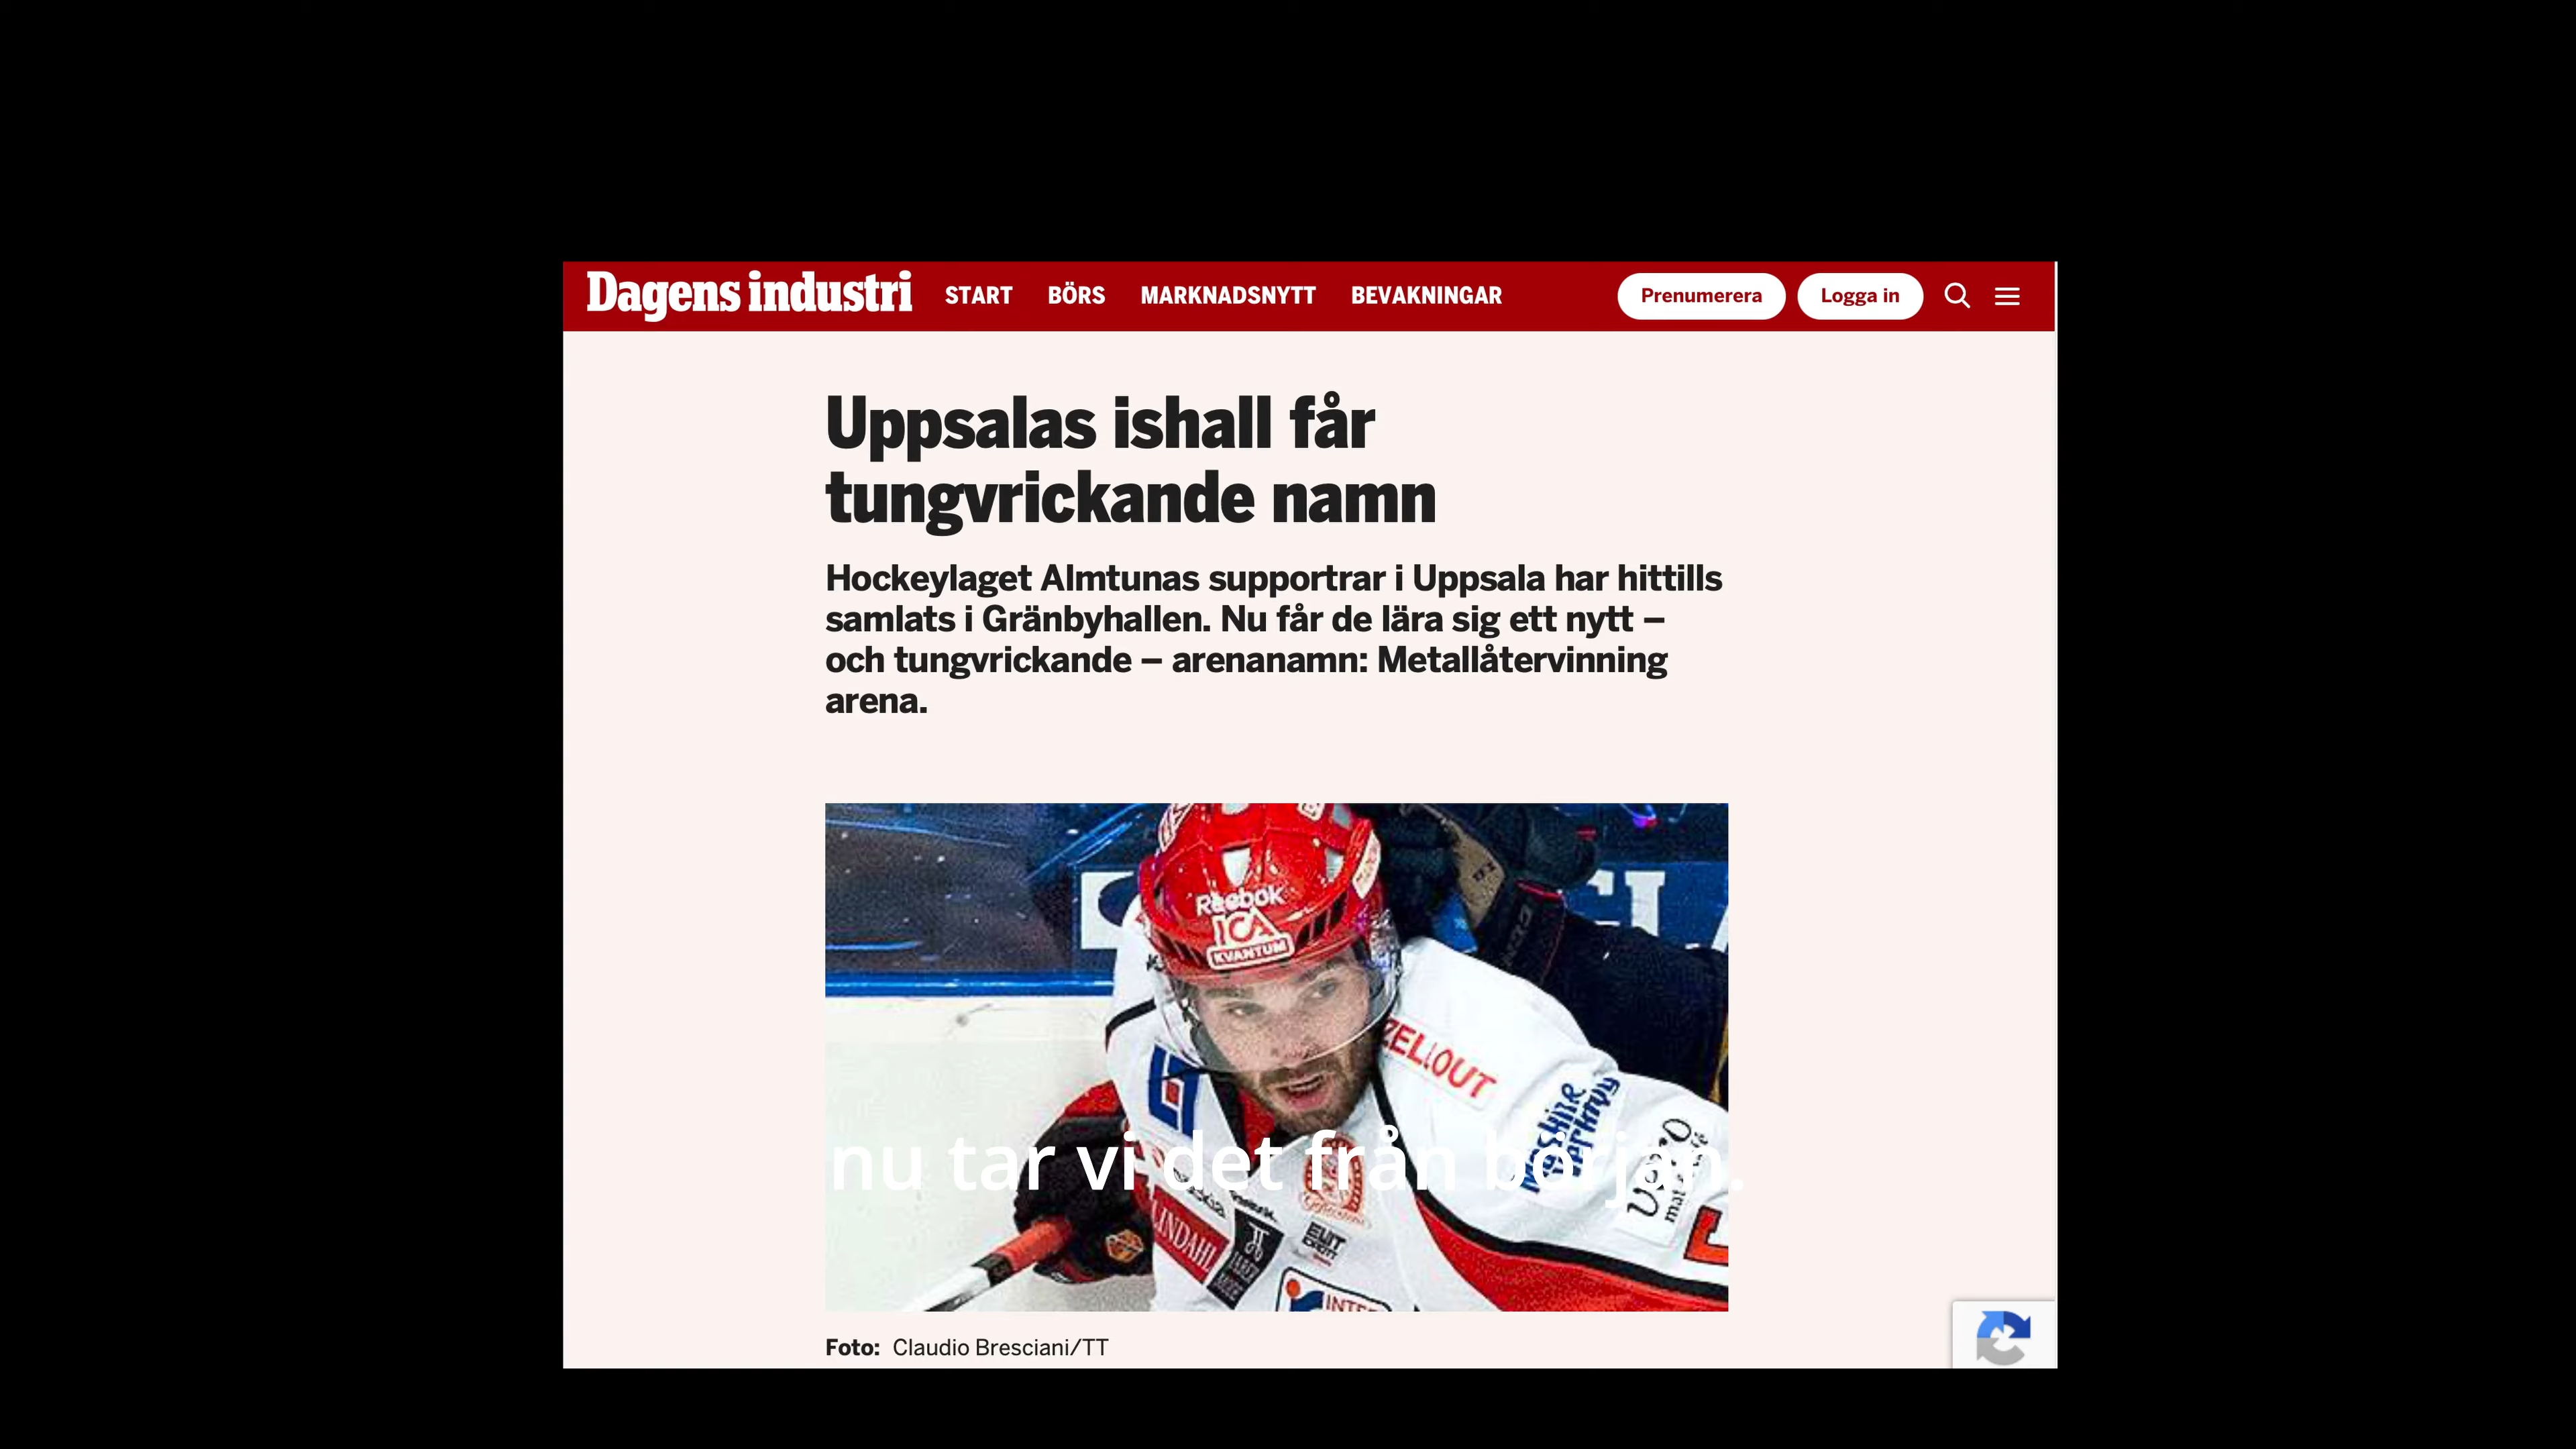 Dagens industri START BÖRS MARKNADSNYTT BEVAKNINGAR Prenumerera Logga in
Uppsalas ishall får
tungvrickande namn
Hockeylaget Almtunas supportrar i Uppsala har hittills
samlats i Gränbyhallen. Nu får de lära sig ett nytt –
och tungvrickande – arenanamn: Metallåtervinning
arena.
Reebok
ICA
KVANTUM
ZELLOUT
nu tar vi det från början.
LINDAHL
Foto: Claudio Bresciani/TT